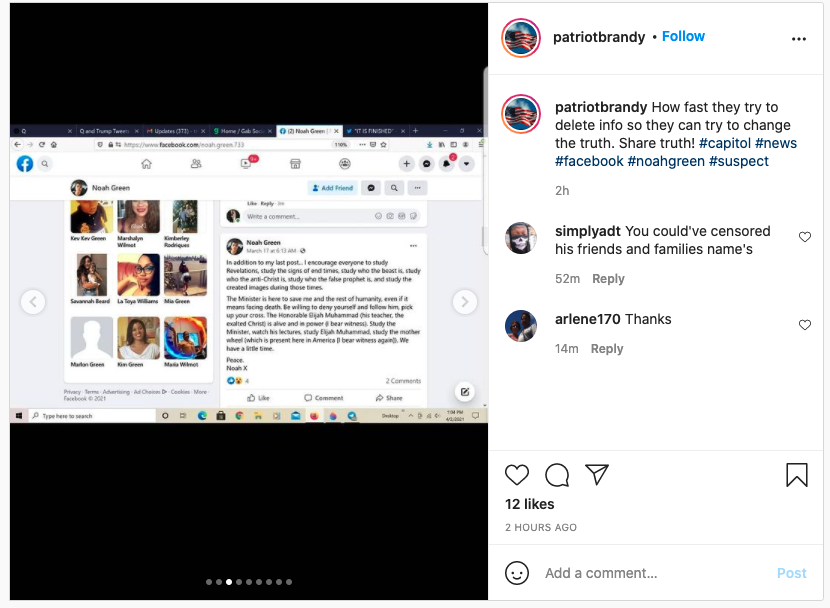 Q
Q and Trump Tweets
Updates (373)
Home / Gab Social
(2) Noah Green
"IT IS FINISHED"
https://www.facebook.com/noah.green.733
110%
Noah Green
Add Friend
Kev Kev Green
Marshalyn Wilmot
Kimberley Rodriques
Savannah Board
La Toya Williams
Mia Green
Marlon Green
Kim Green
Maria Wilmot
Privacy · Terms · Advertising · Ad Choices · Cookies · More ·
Facebook © 2021
Like · Reply · 3w
Write a comment...
Noah Green
March 17 at 6:13 AM
In addition to my last post... I encourage everyone to study
Revelations, study the signs of end times, study who the beast is, study
who the anti-Christ is, study who the false prophet is, and study the
created images during those times.
The Minister is here to save me and the rest of humanity, even if it
means facing death. Be willing to deny yourself and follow him, pick
up your cross. The Honorable Elijah Muhammad (his teacher, the
exalted Christ) is alive and in power (I bear witness). Study the
Minister, watch his lectures, study Elijah Muhammad, study the mother
wheel (which is present here in America [I bear witness again]). We
have a little time.
Peace.
Noah X
4
2 Comments
Like
Comment
Share
Type here to search
Desktop
1:08 PM
4/2/2021
patriotbrandy • Follow
patriotbrandy How fast they try to
delete info so they can try to change
the truth. Share truth! #capitol #news
#facebook #noahgreen #suspect
2h
simplyadt You could've censored
his friends and families name's
52m Reply
arlene170 Thanks
14m Reply
12 likes
2 HOURS AGO
Add a comment...
Post